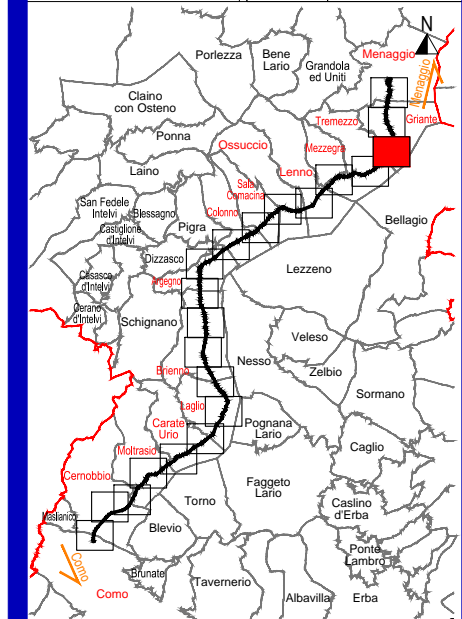 N
Menaggio
Menaggio
Porlezza
Bene
Lario
Grandola
ed Uniti
Claino
con Osteno
Tremezzo
Griante
Ponna
Ossuccio
Mezzegra
Laino
Lenno
Sala
Comacina
San Fedele
Intelvi
Blessagno
Colonno
Bellagio
Castiglione
d'Intelvi
Pigra
Dizzasco
Lezzeno
Casasco
d'Intelvi
Argegno
Cerano
d'Intelvi
Schignano
Veleso
Nesso
Zelbio
Brienno
Sormano
Laglio
Carate
Urio
Pognana
Lario
Caglio
Moltrasio
Cernobbio
Faggeto
Lario
Torno
Caslino
d'Erba
Maslianico
Blevio
Ponte
Lambro
Como
Brunate
Tavernerio
Como
Albavilla
Erba